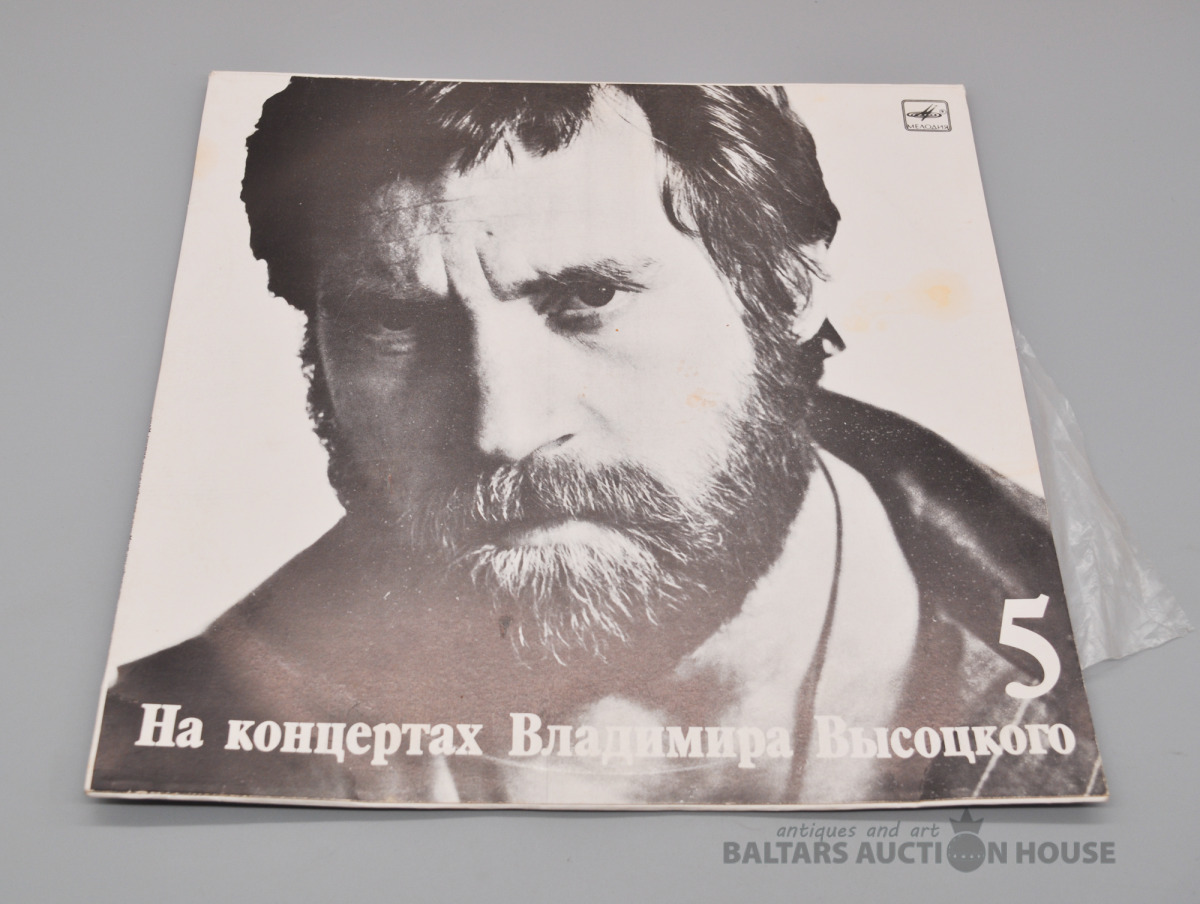 МЕЛОДИЯ
5
На концертах Владимира Высоцкого
antiques and art
BALTARS AUCTION HOUSE